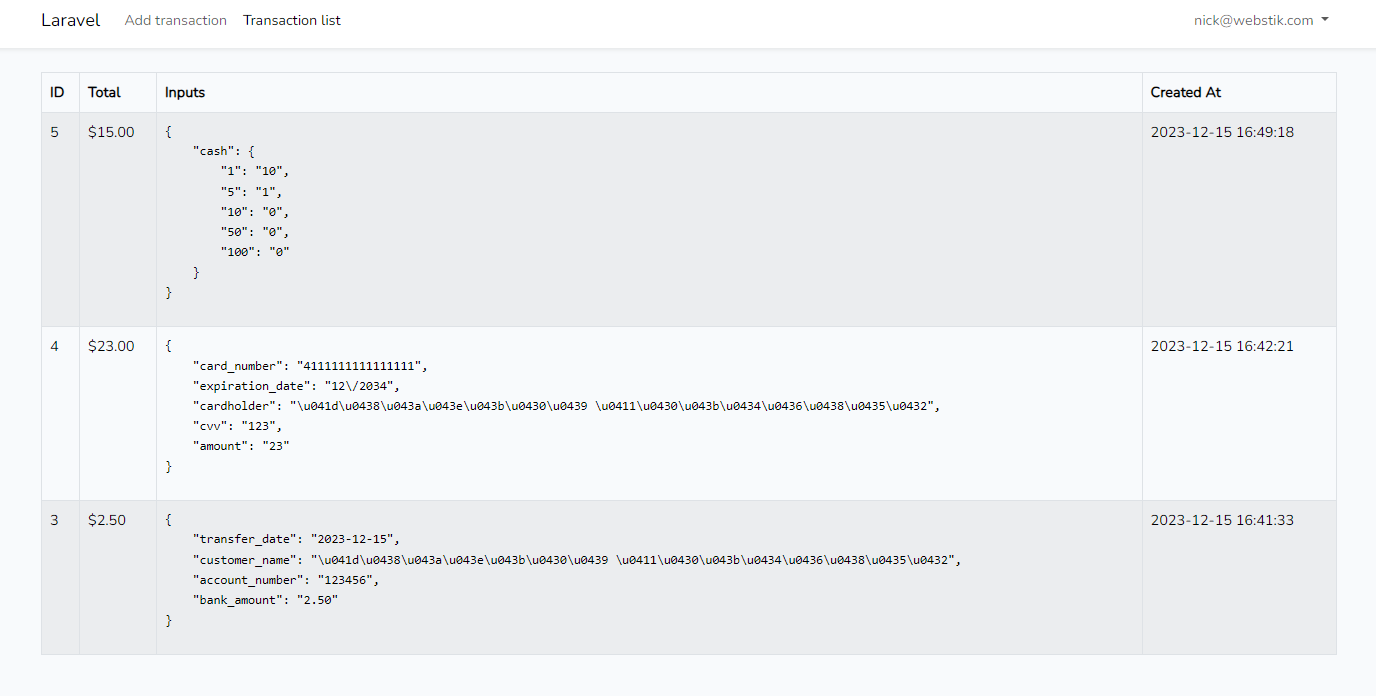 Laravel Add transaction Transaction list nick@webstik.com
ID Total Inputs Created At
5 $15.00 { 2023-12-15 16:49:18
"cash": {
"1": "10",
"5": "1",
"10": "0",
"50": "0",
"100": "0"
}
}
4 $23.00 { 2023-12-15 16:42:21
"card_number": "4111111111111111",
"expiration_date": "12\/2034",
"cardholder": "\u041d\u0438\u043a\u043e\u043b\u0430\u0439 \u0411\u0430\u043b\u0434\u0436\u0438\u0435\u0432",
"cvv": "123",
"amount": "23"
}
3 $2.50 { 2023-12-15 16:41:33
"transfer_date": "2023-12-15",
"customer_name": "\u041d\u0438\u043a\u043e\u043b\u0430\u0439 \u0411\u0430\u043b\u0434\u0436\u0438\u0435\u0432",
"account_number": "123456",
"bank_amount": "2.50"
}